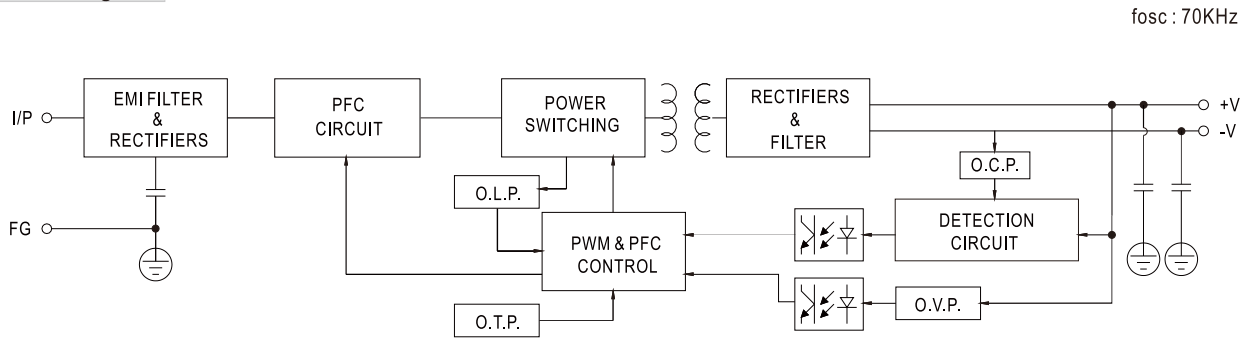 fosc : 70KHz
I/P
EMI FILTER
&
RECTIFIERS
PFC
CIRCUIT
POWER
SWITCHING
RECTIFIERS
&
FILTER
+V
-V
O.C.P.
O.L.P.
FG
PWM & PFC
CONTROL
DETECTION
CIRCUIT
O.T.P.
O.V.P.